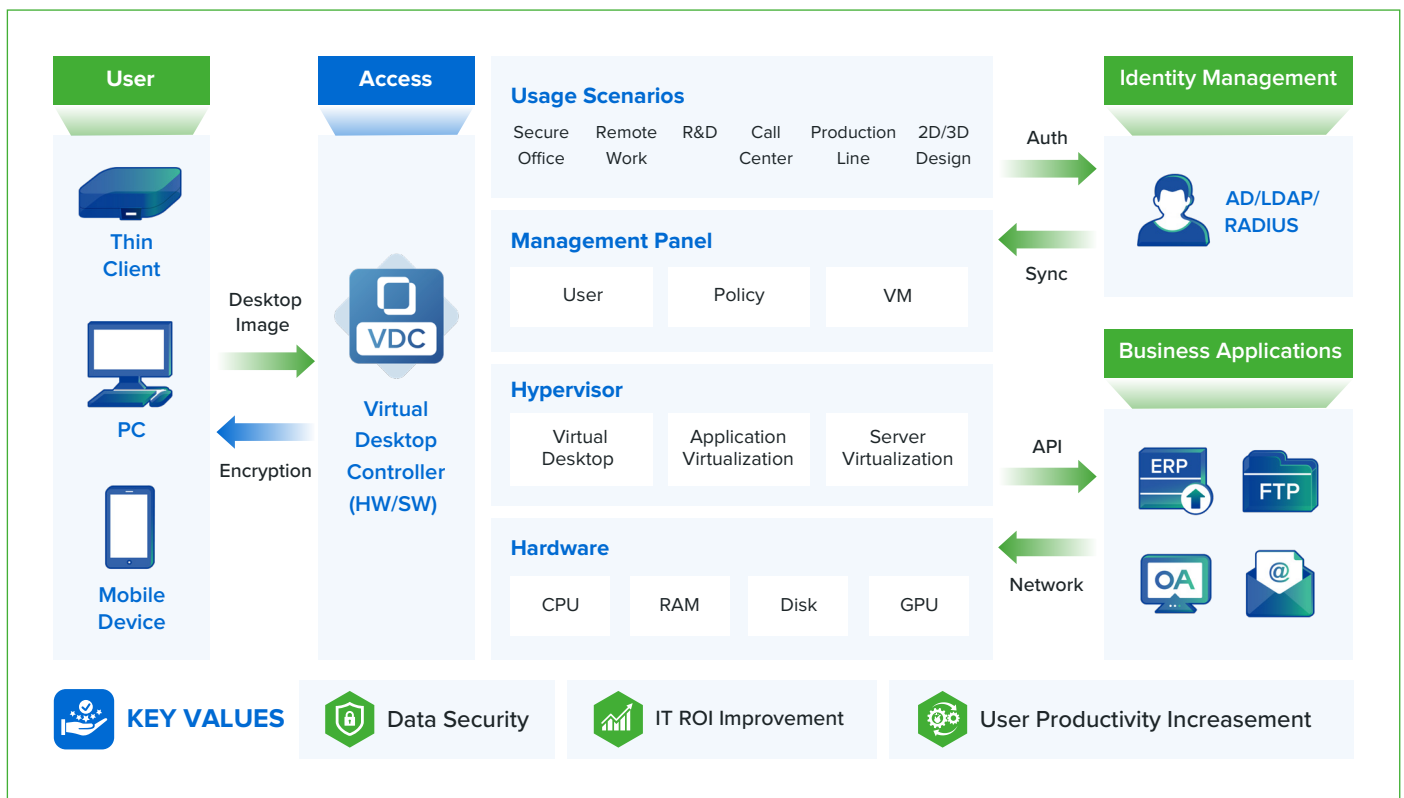 User
Thin
Client
PC
Mobile
Device
Desktop
Image
Encryption
Access
VDC
Virtual
Desktop
Controller
(HW/SW)
Usage Scenarios
Secure
Office
Remote
Work
R&D
Call
Center
Production
Line
2D/3D
Design
Management Panel
User
Policy
VM
Hypervisor
Virtual
Desktop
Application
Virtualization
Server
Virtualization
Hardware
CPU
RAM
Disk
GPU
Auth
Sync
API
Network
Identity Management
AD/LDAP/
RADIUS
Business Applications
ERP
FTP
OA
@
KEY VALUES
Data Security
IT ROI Improvement
User Productivity Increasement